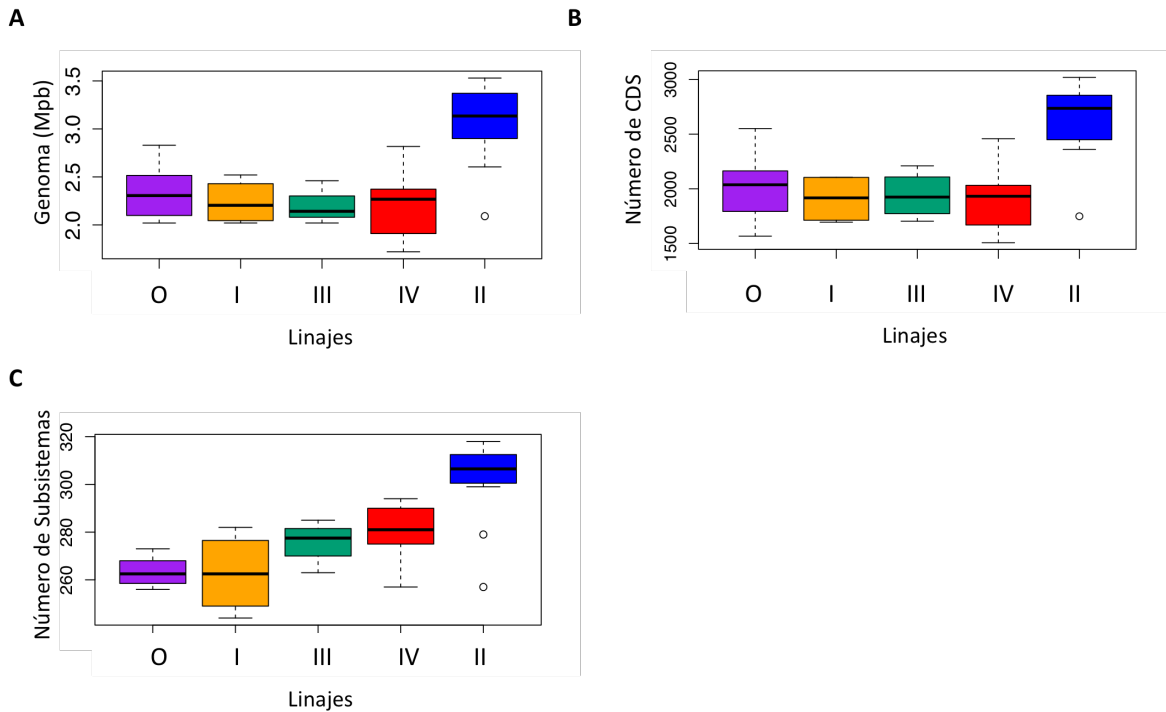 A
Genoma (Mpb)
3.5
3.0
2.5
2.0
O I III IV II
Linajes
B
Número de CDS
3000
2500
2000
1500
O I III IV II
Linajes
C
Número de Subsistemas
320
300
280
260
O I III IV II
Linajes